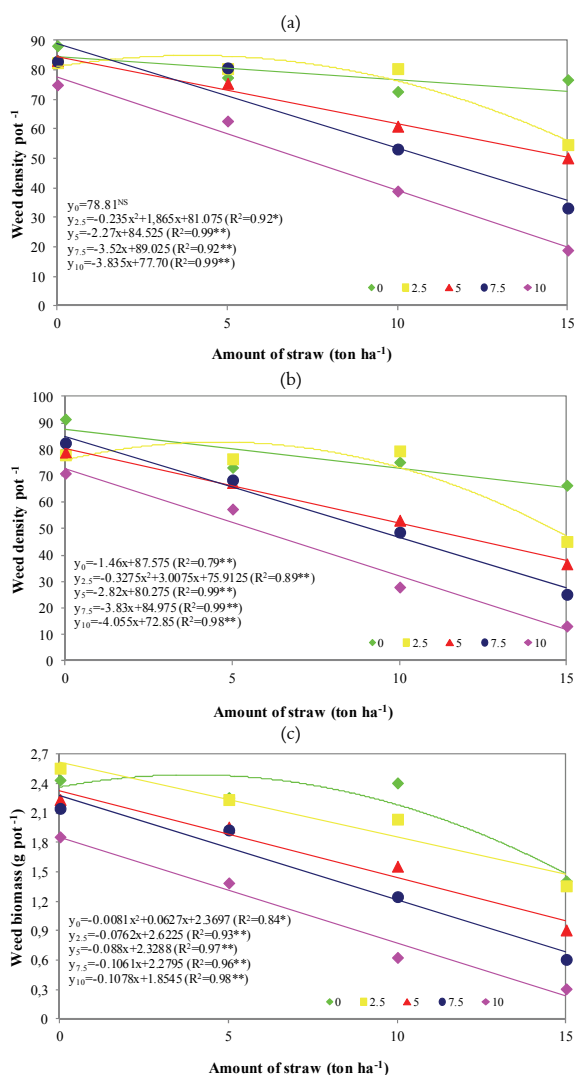 (a)
90
80
70
60
50
40
30
20
10
0
Weed density pot ⁻¹
y₀=78.81ᴺˢ
y₂.₅=-0.235x²+1,865x+81.075 (R²=0.92*)
y₅=-2.27x+84.525 (R²=0.99**)
y₇.₅=-3.52x+89.025 (R²=0.92**)
y₁₀=-3.835x+77.70 (R²=0.99**)
0 2.5 5 7.5 10
0 5 10 15
Amount of straw (ton ha⁻¹)
(b)
100
90
80
70
60
50
40
30
20
10
0
Weed density pot ⁻¹
y₀=-1.46x+87.575 (R²=0.79**)
y₂.₅=-0.3275x²+3.0075x+75.9125 (R²=0.89**)
y₅=-2.82x+80.275 (R²=0.99**)
y₇.₅=-3.83x+84.975 (R²=0.99**)
y₁₀=-4.055x+72.85 (R²=0.98**)
0 2.5 5 7.5 10
0 5 10 15
Amount of straw (ton ha⁻¹)
(c)
2,7
2,4
2,1
1,8
1,5
1,2
0,9
0,6
0,3
0
Weed biomass (g pot⁻¹)
y₀=-0.0081x²+0.0627x+2.3697 (R²=0.84*)
y₂.₅=-0.0762x+2.6225 (R²=0.93**)
y₅=-0.088x+2.3288 (R²=0.97**)
y₇.₅=-0.1061x+2.2795 (R²=0.96**)
y₁₀=-0.1078x+1.8545 (R²=0.98**)
0 2.5 5 7.5 10
0 5 10 15
Amount of straw (ton ha⁻¹)